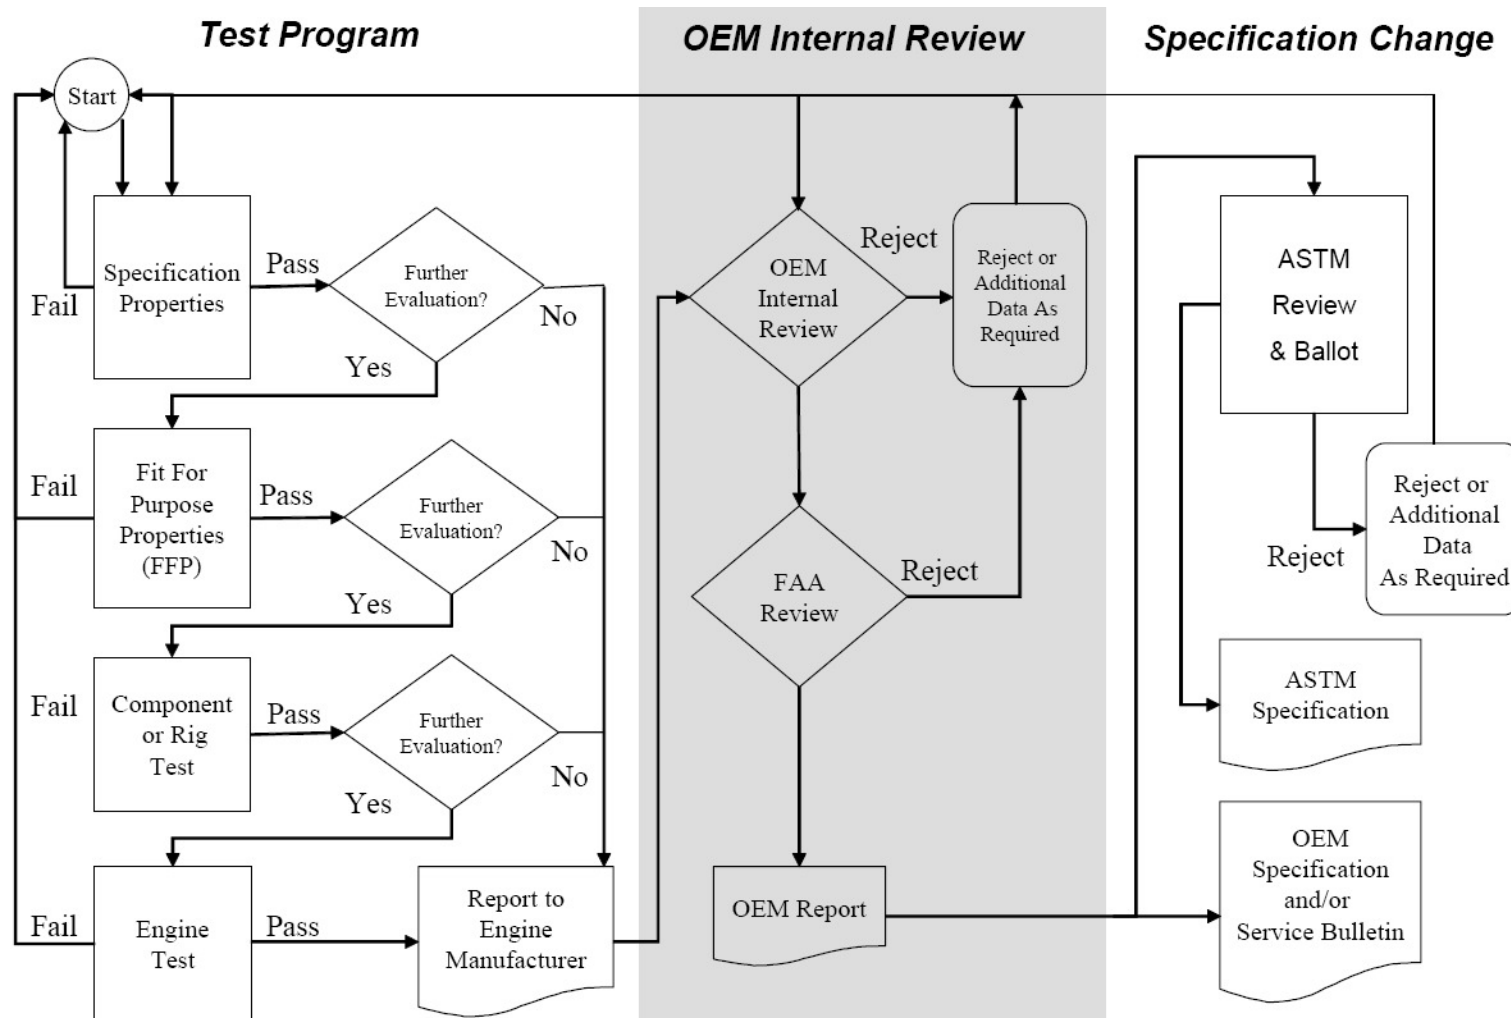 Test Program
OEM Internal Review
Specification Change
Start
Specification
Properties
Fail
Pass
Further
Evaluation?
No
Yes
Fit For
Purpose
Properties
(FFP)
Fail
Pass
Further
Evaluation?
No
Yes
Component
or Rig
Test
Fail
Pass
Further
Evaluation?
No
Yes
Engine
Test
Fail
Pass
Report to
Engine
Manufacturer
OEM
Internal
Review
Reject
Reject or
Additional
Data As
Required
FAA
Review
Reject
OEM Report
ASTM
Review
& Ballot
Reject
Reject or
Additional
Data
As Required
ASTM
Specification
OEM
Specification
and/or
Service Bulletin